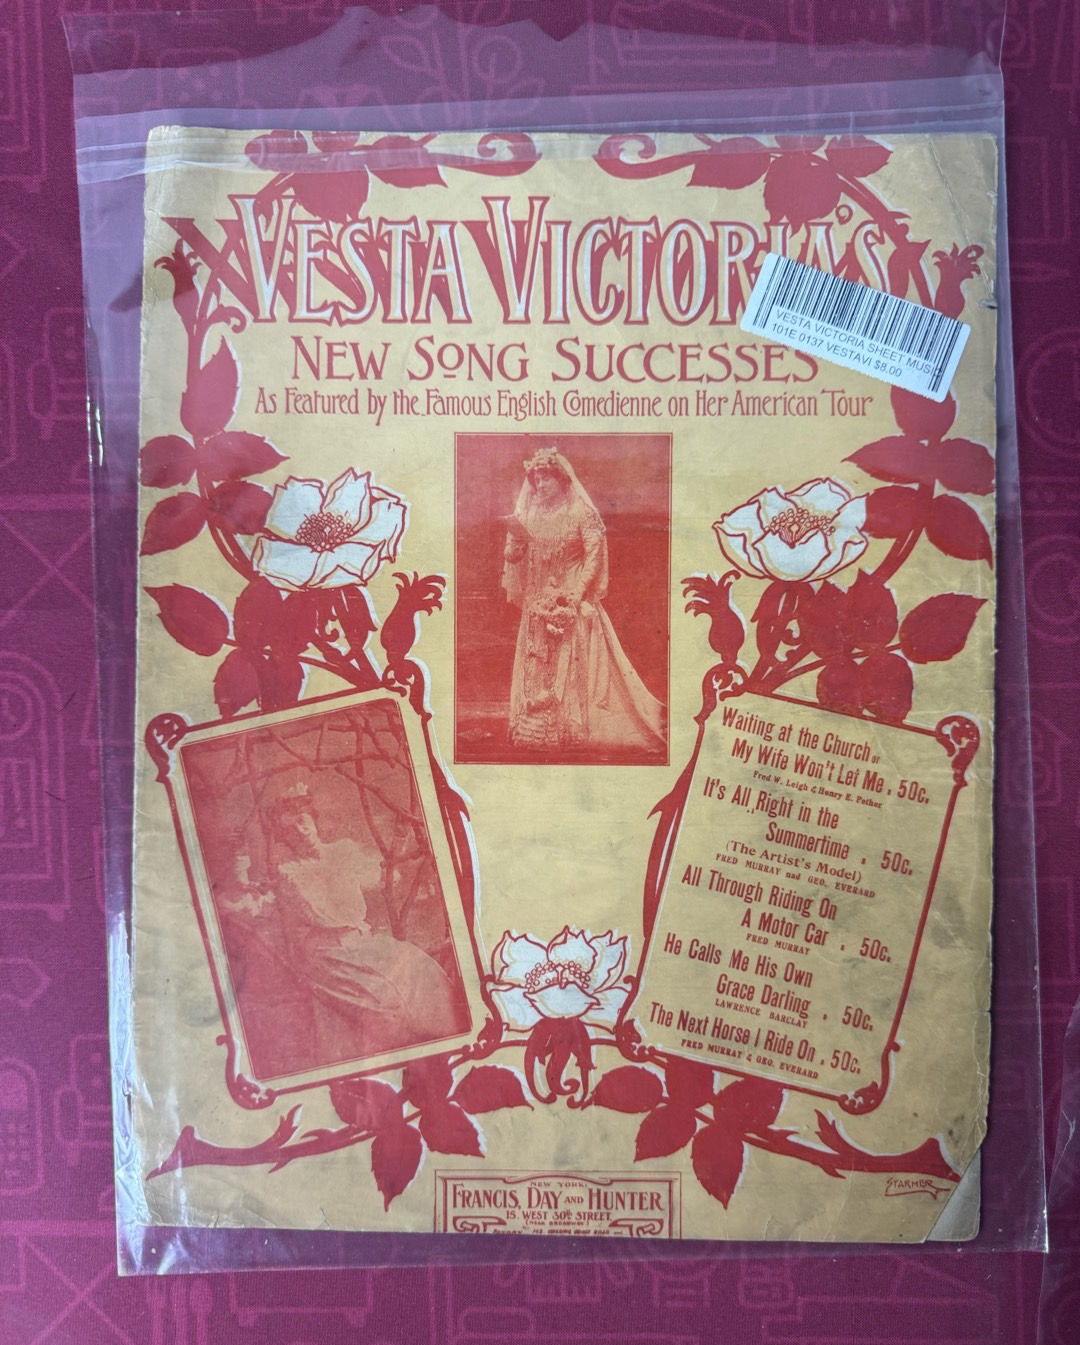 VESTA VICTORIA'S
NEW SONG SUCCESSES
As Featured by the Famous English Comedienne on Her American Tour
VESTA VICTORIA SHEET MUSI
101E 0137 VESTAVI $8.00
Waiting at the Church or
My Wife Won't Let Me. 50c.
Fred W. Leigh & Henry E. Pether
It's All Right in the
Summertime . 50c.
(The Artist's Model)
FRED MURRAY and GEO. EVERARD
All Through Riding On
A Motor Car . 50c.
FRED MURRAY
He Calls Me His Own
Grace Darling . 50c.
LAWRENCE BARCLAY
The Next Horse I Ride On . 50c.
FRED MURRAY & GEO. EVERARD
STARMER
NEW YORK:
FRANCIS, DAY AND HUNTER
15. WEST 30th STREET,
(NEAR BROADWAY)